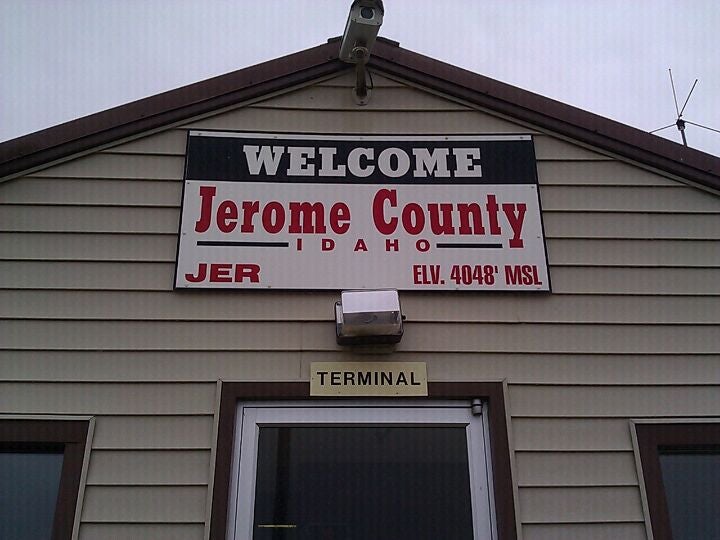 WELCOME
Jerome County
IDAHO
JER ELV. 4048' MSL
TERMINAL